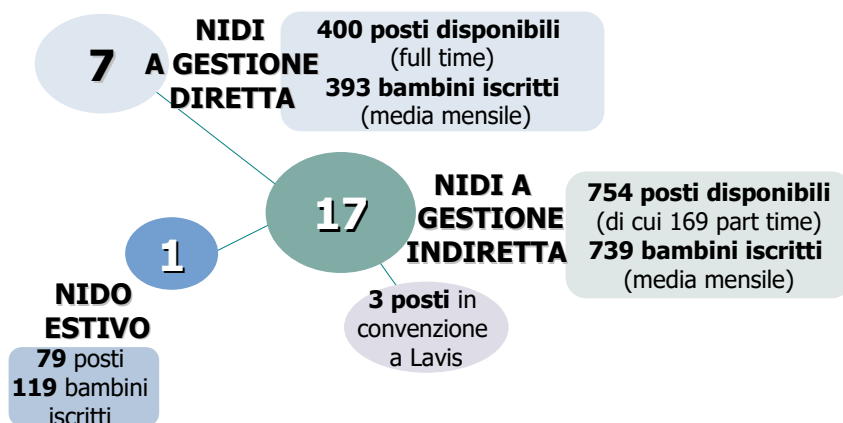 7
NIDI
A GESTIONE
DIRETTA
400 posti disponibili
(full time)
393 bambini iscritti
(media mensile)
17
NIDI A
GESTIONE
INDIRETTA
754 posti disponibili
(di cui 169 part time)
739 bambini iscritti
(media mensile)
1
NIDO
ESTIVO
79 posti
119 bambini
iscritti
3 posti in
convenzione
a Lavis